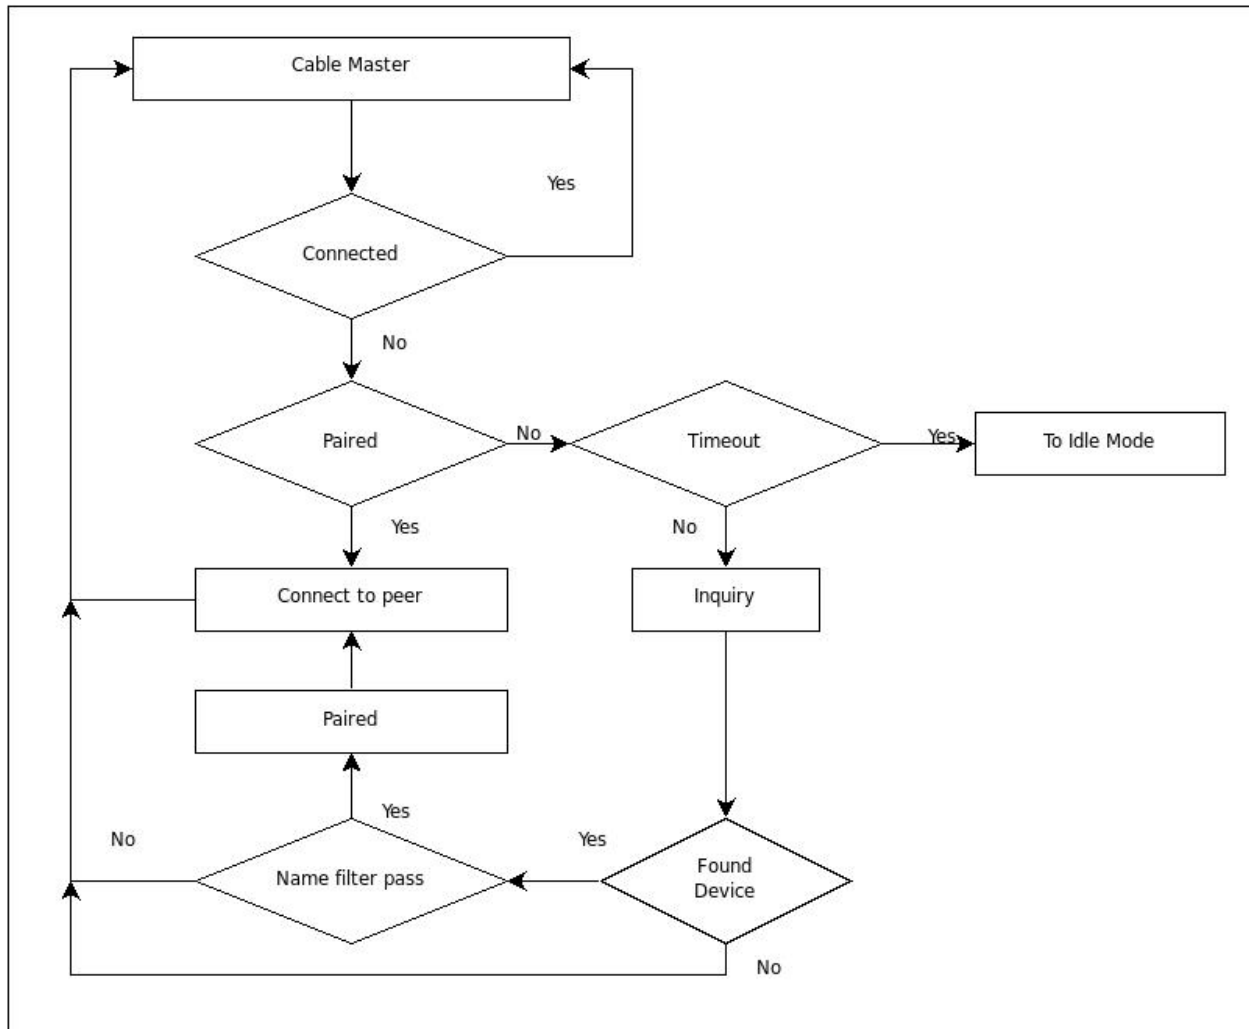 Cable Master
Yes
Connected
No
Paired
No
Timeout
Yes
To Idle Mode
Yes
No
Connect to peer
Inquiry
Paired
Yes
No
Yes
Name filter pass
Found
Device
No